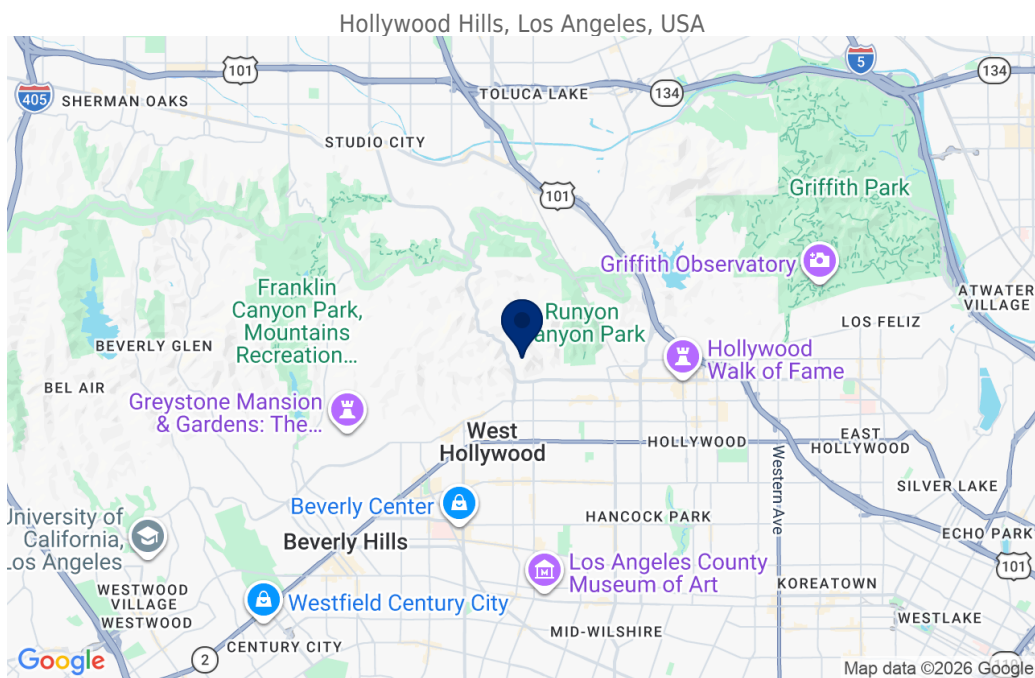 Hollywood Hills, Los Angeles, USA
405
SHERMAN OAKS
101
TOLUCA LAKE
134
5
134
STUDIO CITY
101
Griffith Park
Griffith Observatory
ATWATER
VILLAGE
Franklin
Canyon Park,
Mountains
Recreation...
Runyon
anyon Park
LOS FELIZ
BEVERLY GLEN
Hollywood
Walk of Fame
BEL AIR
Greystone Mansion
& Gardens: The...
West
Hollywood
HOLLYWOOD
EAST
HOLLYWOOD
Western Ave
SILVER LAKE
Beverly Center
HANCOCK PARK
ECHO PARK
University of
California,
Los Angeles
Beverly Hills
101
Los Angeles County
Museum of Art
KOREATOWN
WESTWOOD
VILLAGE
WESTWOOD
Westfield Century City
WESTLAKE
MID-WILSHIRE
CENTURY CITY
2
Google
110
Map data ©2026 Google